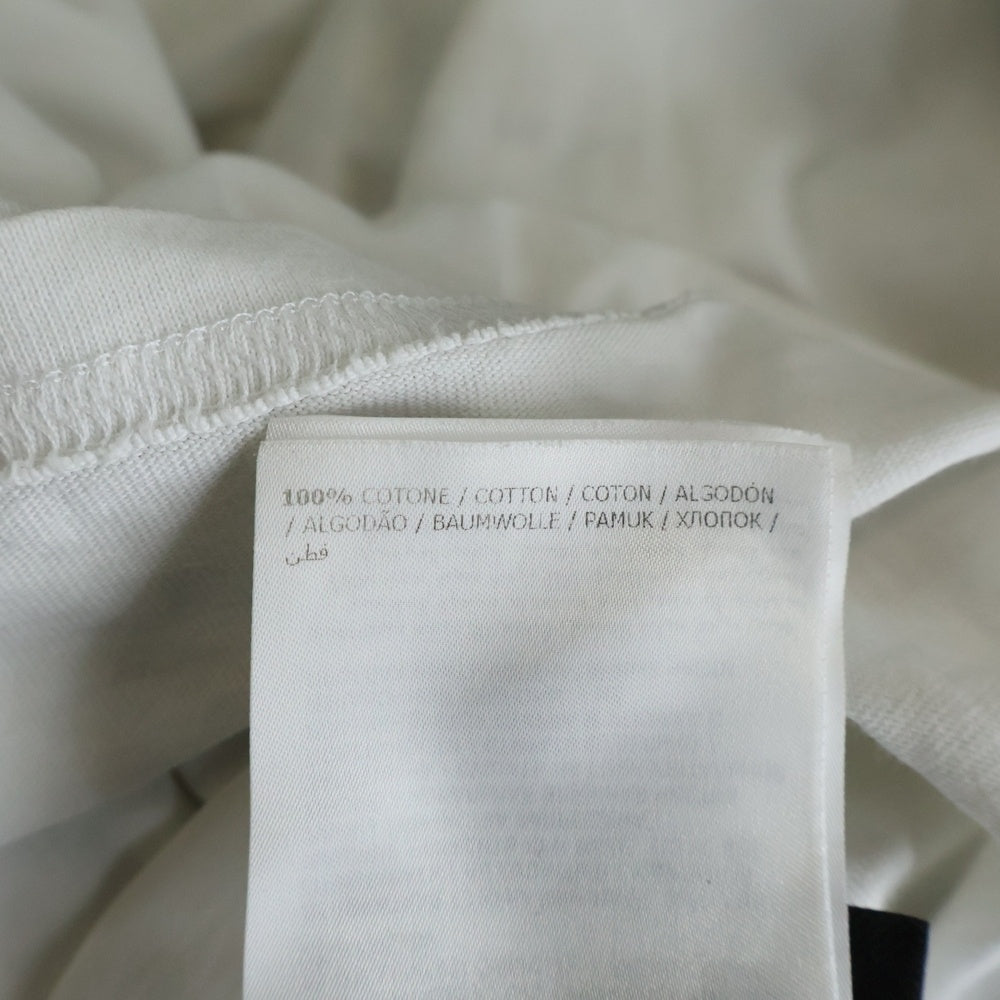 100% COTONE / COTTON / COTON / ALGODÓN
/ ALGODÃO / BAUMWOLLE / PAMUK / ХЛОПОК /
قطن